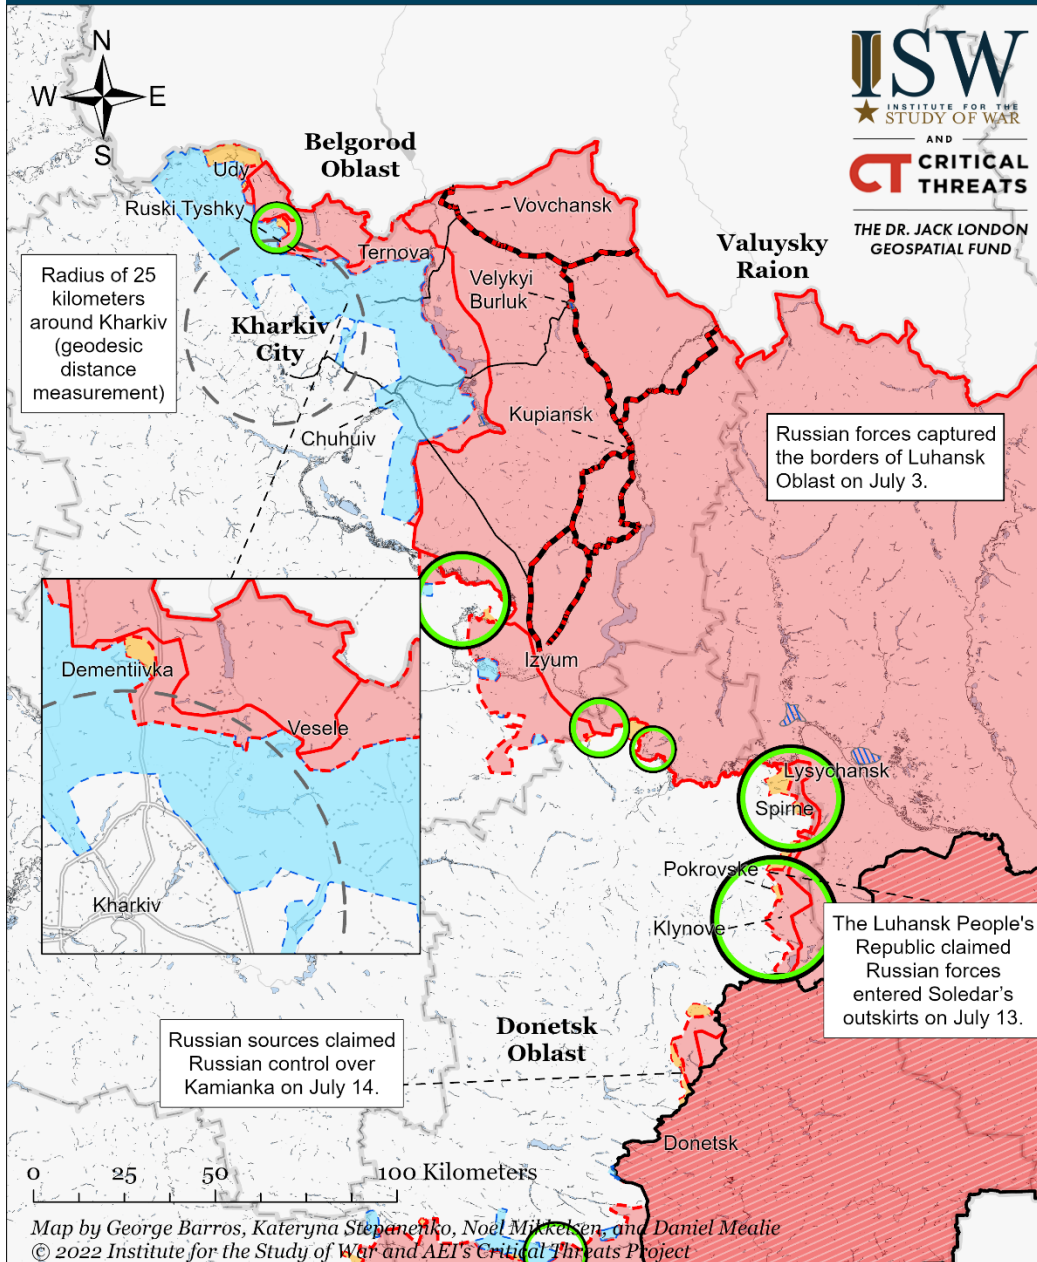 N
W E
S
ISW
INSTITUTE FOR THE
STUDY OF WAR
AND
CT CRITICAL
THREATS
THE DR. JACK LONDON
GEOSPATIAL FUND
Belgorod
Oblast
Udy
Ruski Tyshky
Vovchansk
Ternova
Valuysky
Raion
Velykyi
Burluk
Radius of 25
kilometers
around Kharkiv
(geodesic
distance
measurement)
Kharkiv
City
Kupiansk
Chuhuiv
Russian forces captured
the borders of Luhansk
Oblast on July 3.
Dementiivka
Vesele
Kharkiv
Izyum
Lysychansk
Spirne
Pokrovske
Klynove
The Luhansk People's
Republic claimed
Russian forces
entered Soledar's
outskirts on July 13.
Donetsk
Oblast
Russian sources claimed
Russian control over
Kamianka on July 14.
Donetsk
0 25 50 100 Kilometers
Map by George Barros, Kateryna Stepanenko, Noel Mikkelsen, and Daniel Mealie
© 2022 Institute for the Study of War and AEI's Critical Threats Project